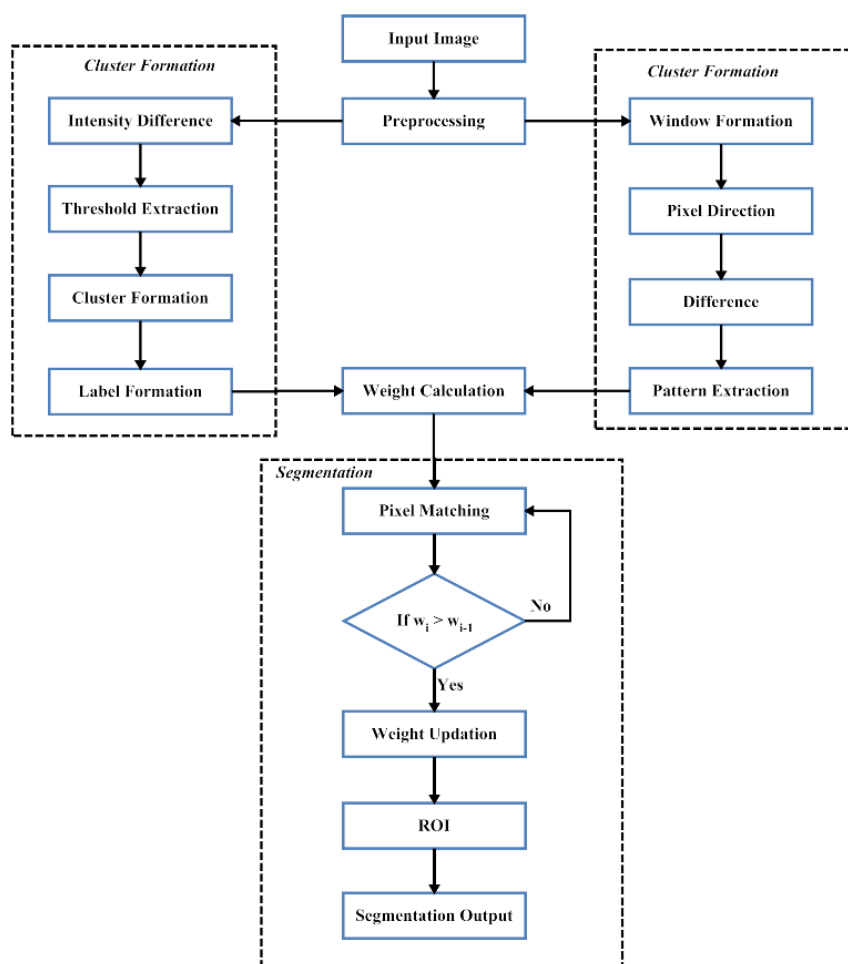 Input Image
Cluster Formation
Cluster Formation
Intensity Difference
Preprocessing
Window Formation
Threshold Extraction
Pixel Direction
Cluster Formation
Difference
Label Formation
Weight Calculation
Pattern Extraction
Segmentation
Pixel Matching
If wᵢ > wᵢ₋₁
No
Yes
Weight Updation
ROI
Segmentation Output